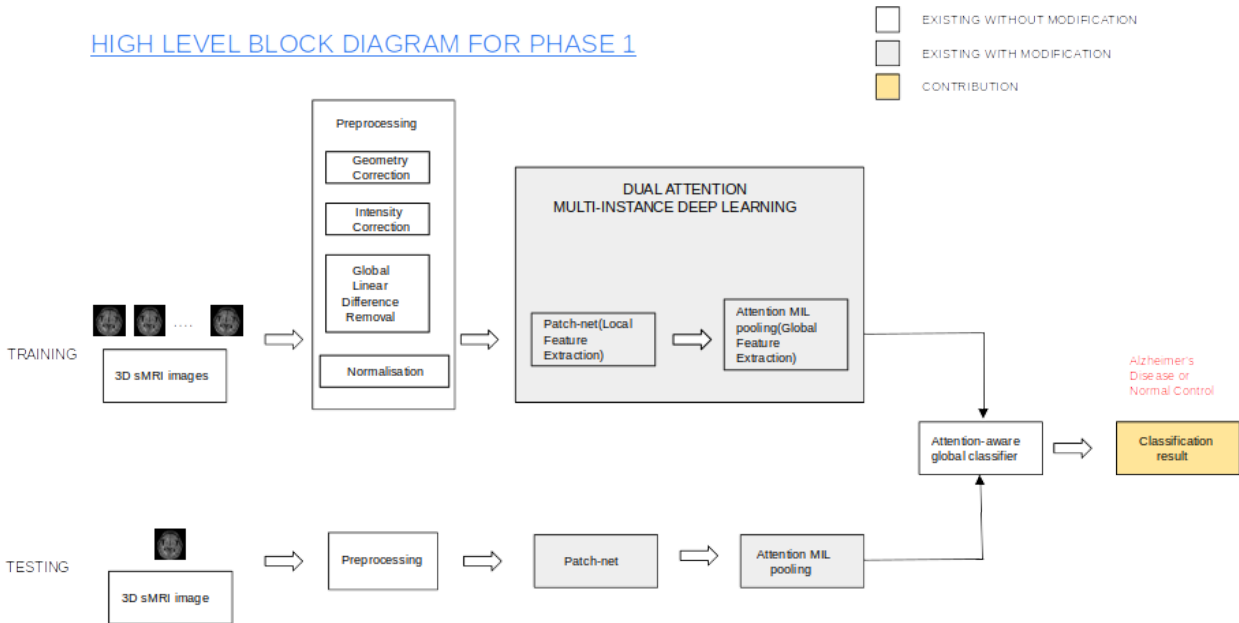 HIGH LEVEL BLOCK DIAGRAM FOR PHASE 1
EXISTING WITHOUT MODIFICATION
EXISTING WITH MODIFICATION
CONTRIBUTION
TRAINING
....
3D sMRI images
Preprocessing
Geometry
Correction
Intensity
Correction
Global
Linear
Difference
Removal
Normalisation
DUAL ATTENTION
MULTI-INSTANCE DEEP LEARNING
Patch-net(Local
Feature
Extraction)
Attention MIL
pooling(Global
Feature
Extraction)
Attention-aware
global classifier
Alzheimer's
Disease or
Normal Control
Classification
result
TESTING
3D sMRI image
Preprocessing
Patch-net
Attention MIL
pooling